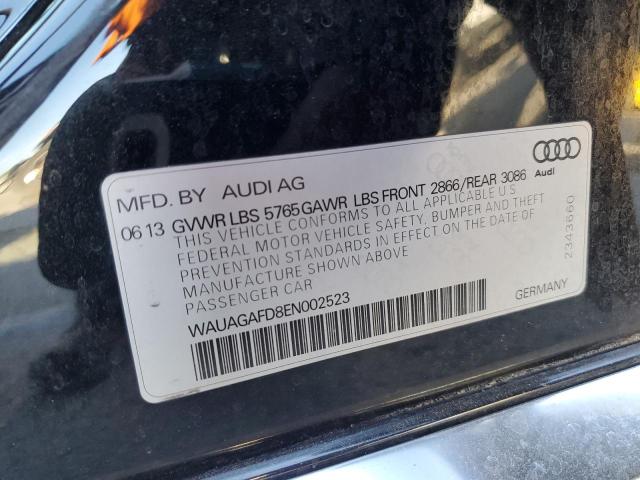 MFD. BY AUDI AG
Audi
06 13 GVWR LBS 5765 GAWR LBS FRONT 2866/REAR 3086
THIS VEHICLE CONFORMS TO ALL APPLICABLE U.S.
FEDERAL MOTOR VEHICLE SAFETY, BUMPER AND THEFT
PREVENTION STANDARDS IN EFFECT ON THE DATE OF
MANUFACTURE SHOWN ABOVE
PASSENGER CAR
WAUAGAFD8EN002523
GERMANY
2343660